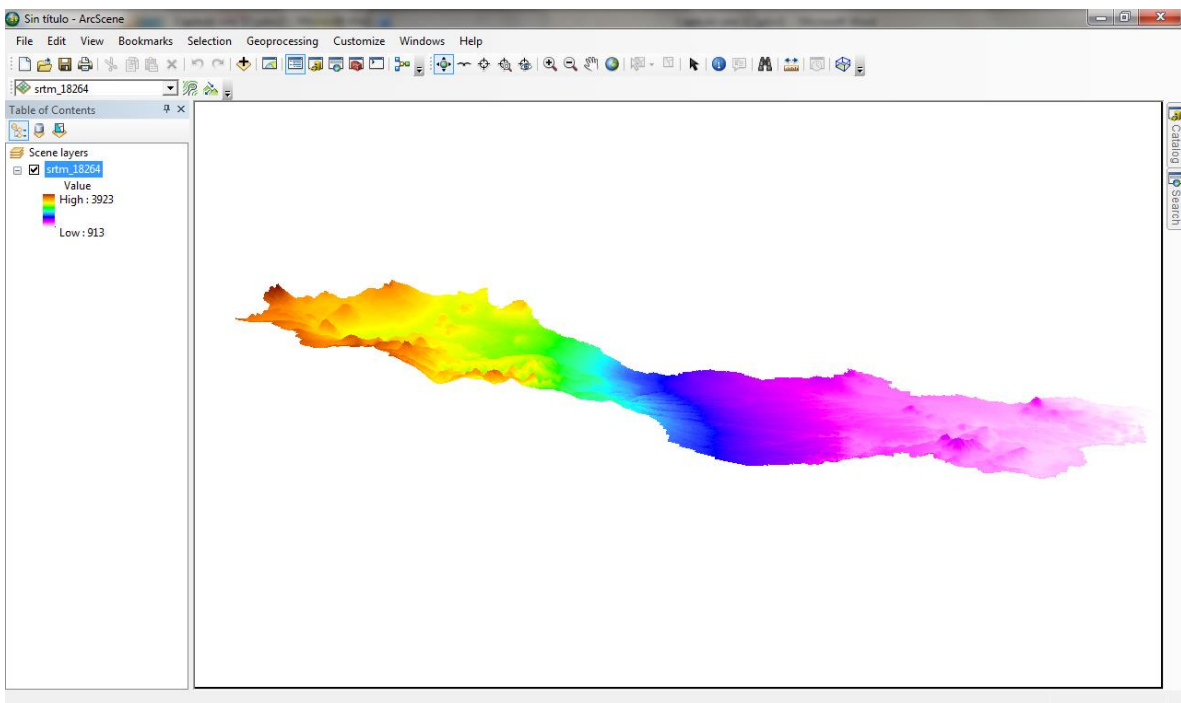 Sin título - ArcScene
File Edit View Bookmarks Selection Geoprocessing Customize Windows Help
srtm_18264
Table of Contents
Scene layers
srtm_18264
Value
High : 3923
Low : 913
Catalog
Search